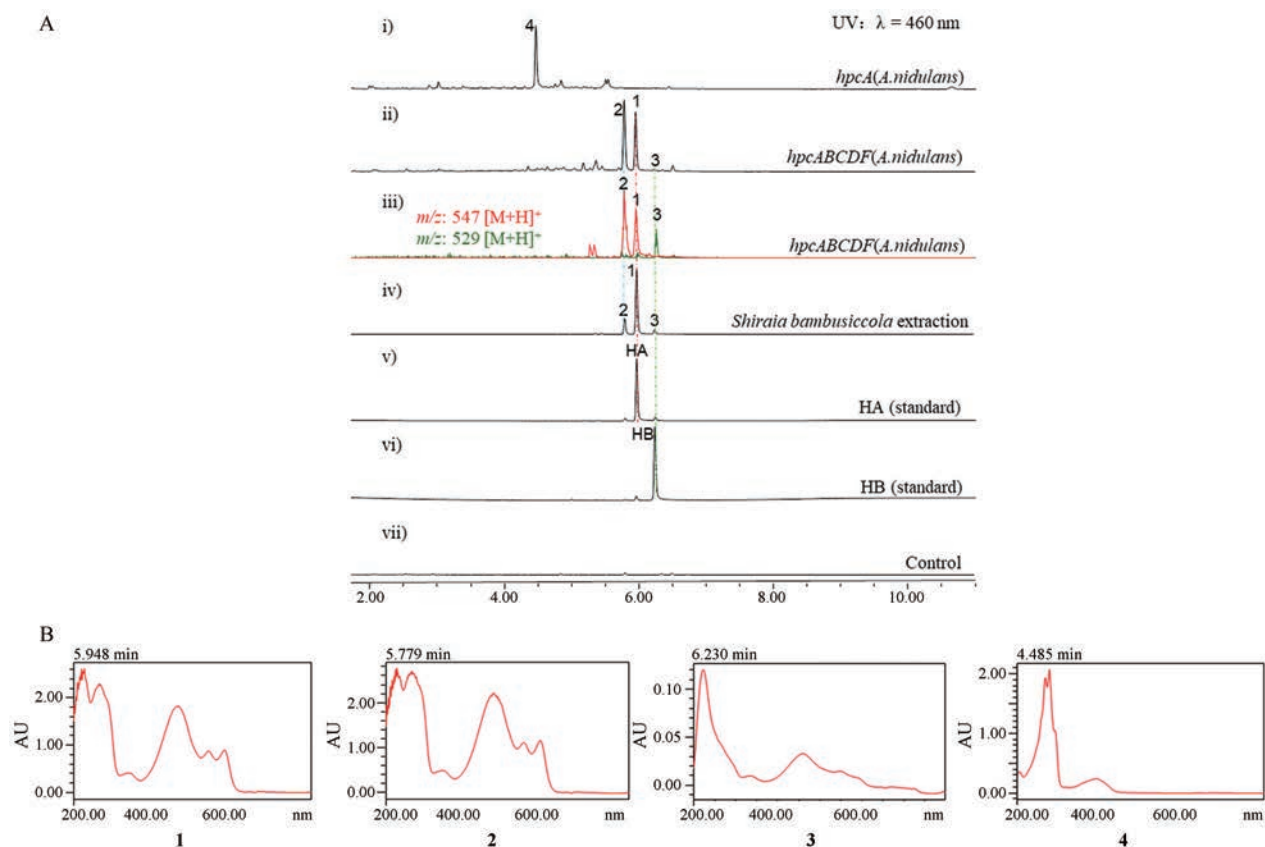 A
i)
4
UV: λ = 460 nm
hpcA(A.nidulans)
ii)
2
1
3
hpcABCDF(A.nidulans)
iii)
2
1
3
m/z: 547 [M+H]⁺
m/z: 529 [M+H]⁺
hpcABCDF(A.nidulans)
iv)
1
2
3
Shiraia bambusiccola extraction
v)
HA
HA (standard)
vi)
HB
HB (standard)
vii)
Control
2.00 4.00 6.00 8.00 10.00
B
5.948 min
AU
2.00
1.00
0.00
200.00 400.00 600.00 nm
1
5.779 min
AU
2.00
1.00
0.00
200.00 400.00 600.00 nm
2
6.230 min
AU
0.10
0.05
0.00
200.00 400.00 600.00 nm
3
4.485 min
AU
2.00
1.00
0.00
200.00 400.00 600.00 nm
4